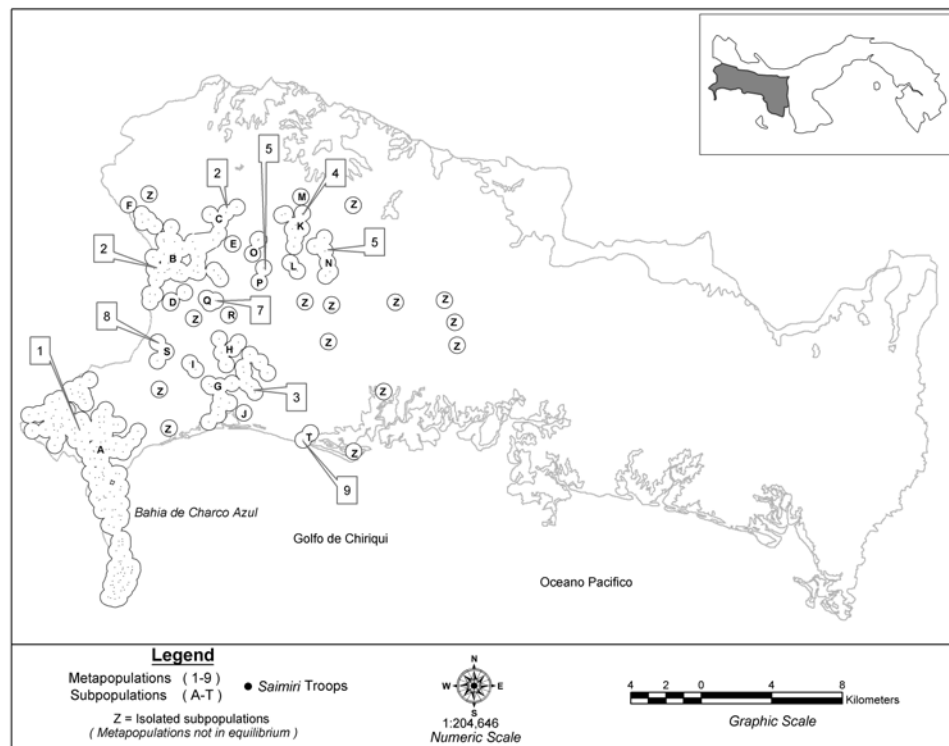 5
2
4
M
Z
F
Z
C
K
E
O
5
2
B
L
N
P
D
Q
Z
Z
Z
Z
7
R
Z
Z
8
S
H
Z
Z
1
I
G
3
Z
Z
J
Z
T
A
Z
9
Bahia de Charco Azul
Golfo de Chiriqui
Oceano Pacifico
Legend
Metapopulations ( 1-9 )
Subpopulations ( A-T )
Saimiri Troops
Z = Isolated subpopulations
( Metapopulations not in equilibrium )
N
W E
S
1:204,646
Numeric Scale
4 2 0 4 8
Kilometers
Graphic Scale